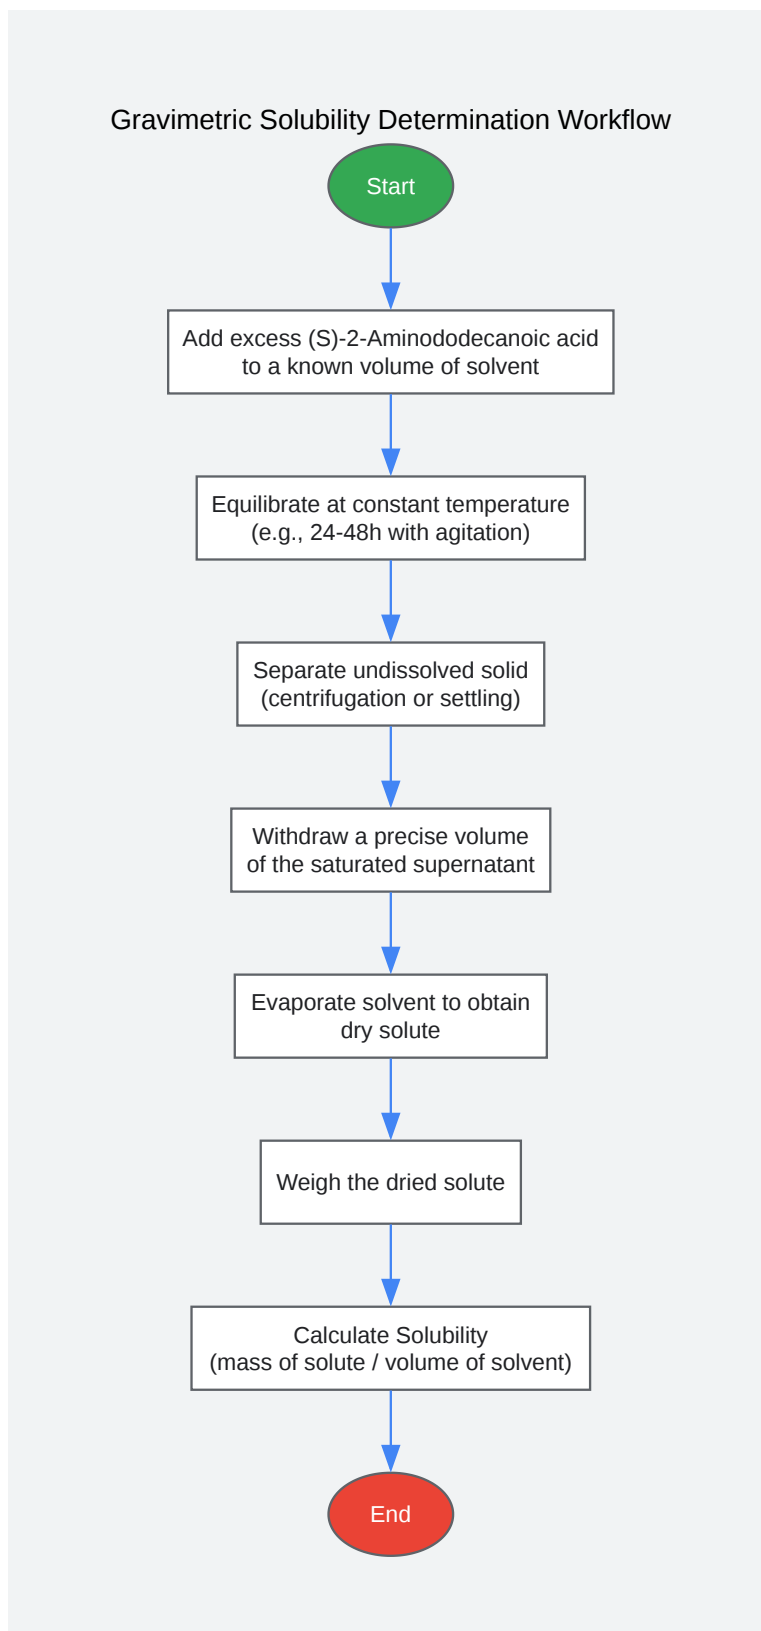 Gravimetric Solubility Determination Workflow
Start
Add excess (S)-2-Aminododecanoic acid
to a known volume of solvent
Equilibrate at constant temperature
(e.g., 24-48h with agitation)
Separate undissolved solid
(centrifugation or settling)
Withdraw a precise volume
of the saturated supernatant
Evaporate solvent to obtain
dry solute
Weigh the dried solute
Calculate Solubility
(mass of solute / volume of solvent)
End